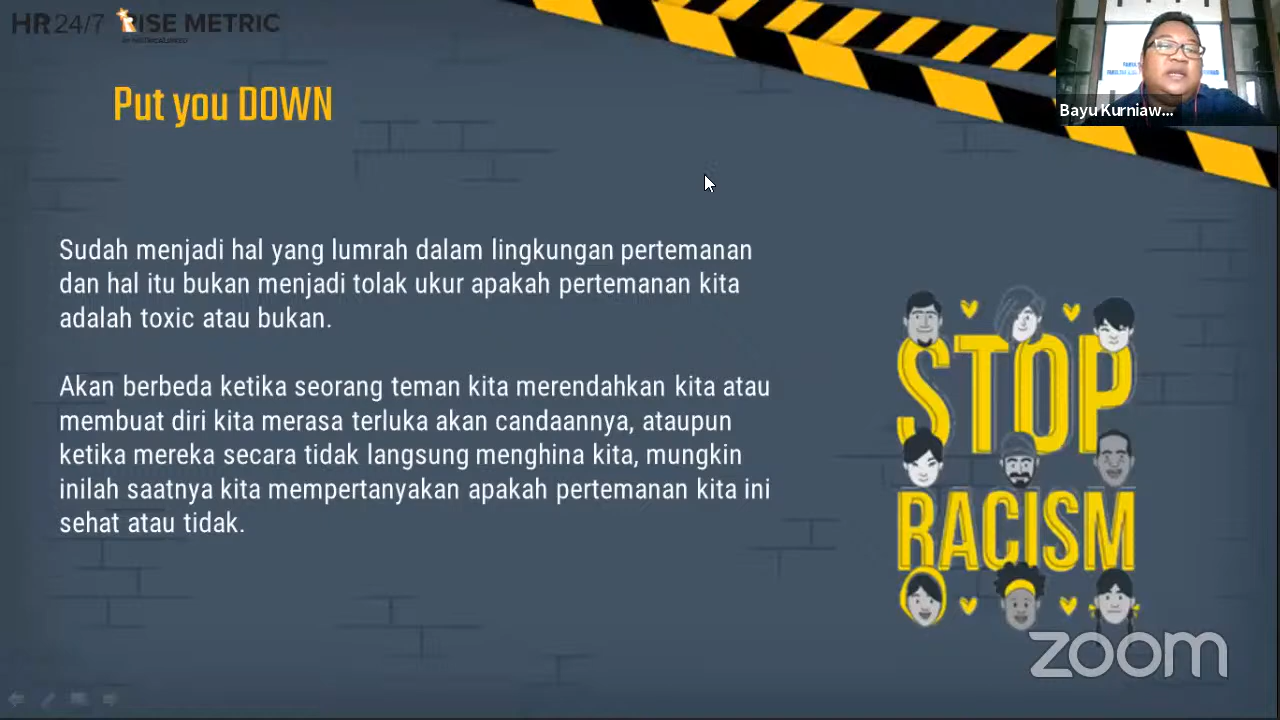 HR 24/7 RISE METRIC
Put you DOWN
Bayu Kurniaw...
Sudah menjadi hal yang lumrah dalam lingkungan pertemanan
dan hal itu bukan menjadi tolak ukur apakah pertemanan kita
adalah toxic atau bukan.
Akan berbeda ketika seorang teman kita merendahkan kita atau
membuat diri kita merasa terluka akan candaannya, ataupun
ketika mereka secara tidak langsung menghina kita, mungkin
inilah saatnya kita mempertanyakan apakah pertemanan kita ini
sehat atau tidak.
STOP
RACISM
zoom